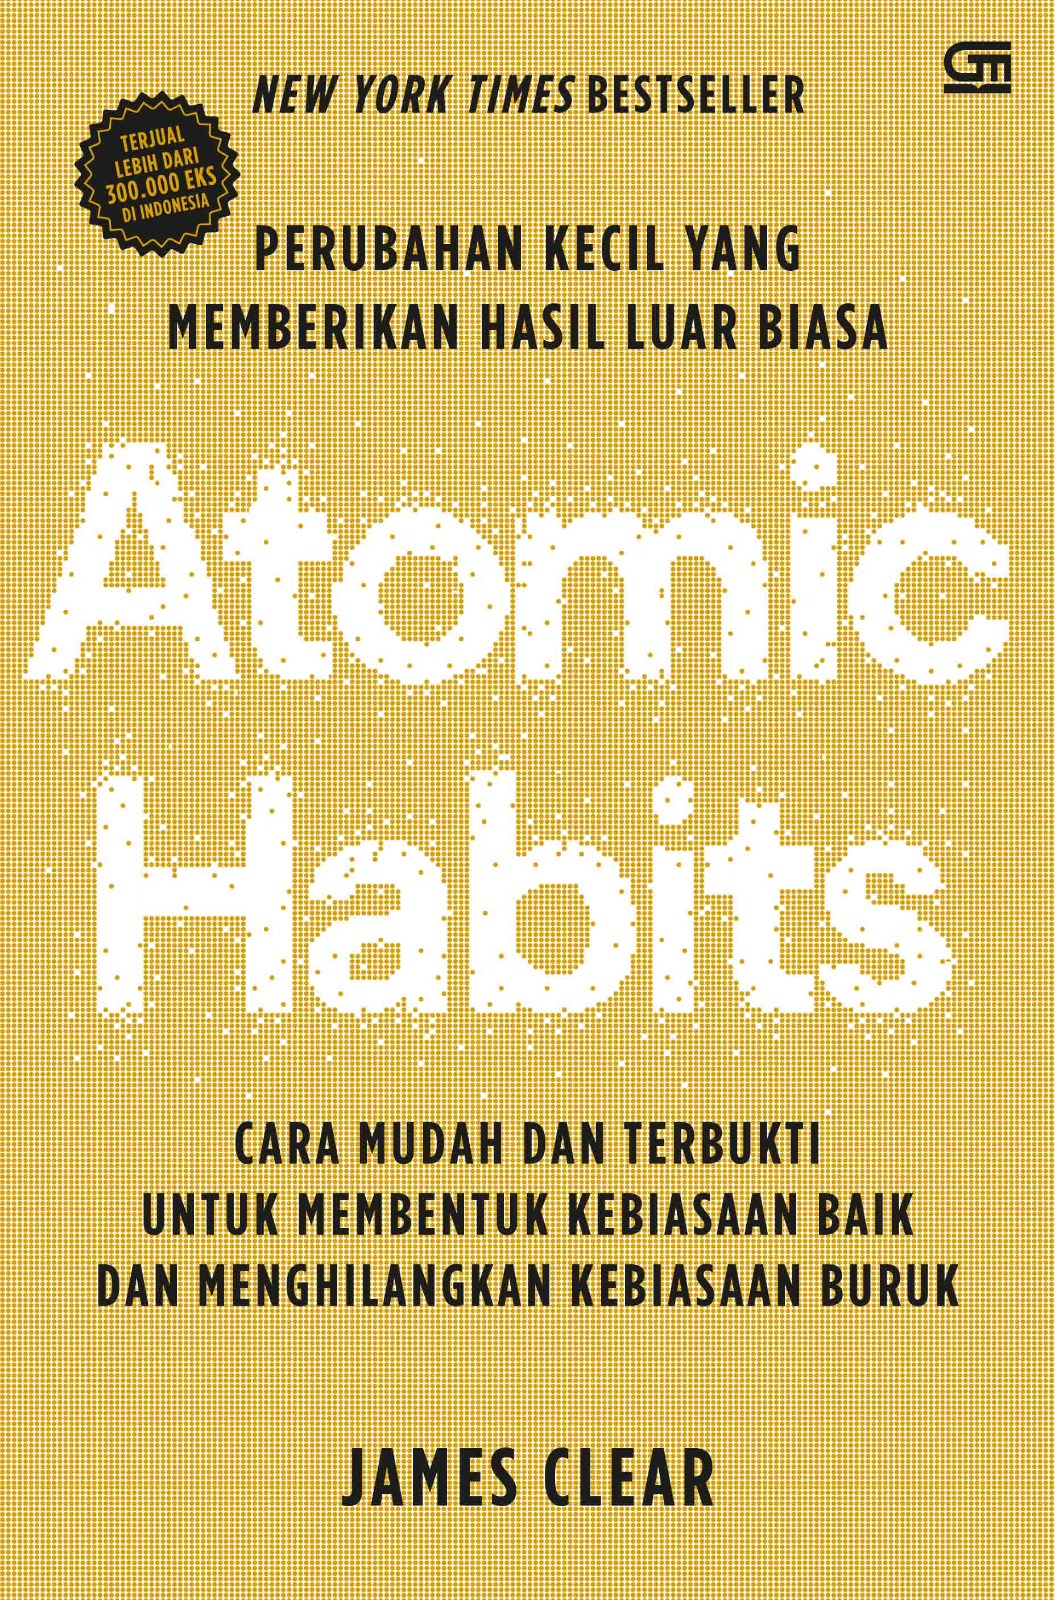 NEW YORK TIMES BESTSELLER
TERJUAL
LEBIH DARI
300.000 EKS
DI INDONESIA
PERUBAHAN KECIL YANG
MEMBERIKAN HASIL LUAR BIASA
Atomic
Habits
CARA MUDAH DAN TERBUKTI
UNTUK MEMBENTUK KEBIASAAN BAIK
DAN MENGHILANGKAN KEBIASAAN BURUK
JAMES CLEAR